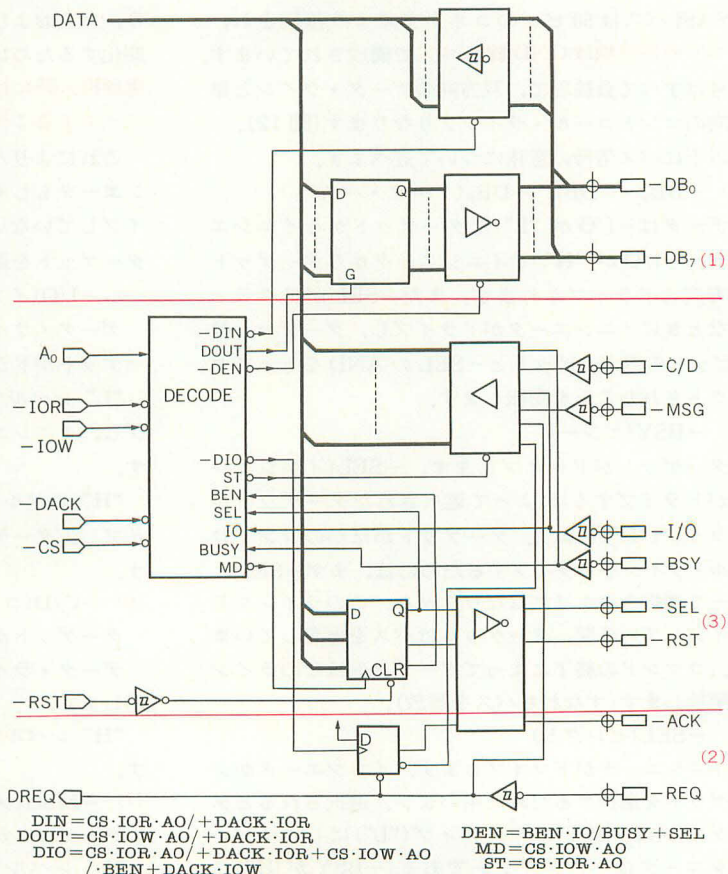 DATA
D
Q
G
−DB₀
−DB₇
(1)
A₀
−IOR
−IOW
−DACK
−CS
DECODE
−DIN
DOUT
−DEN
−DIO
ST
BEN
SEL
IO
BUSY
MD
−C/D
−MSG
−I/O
−BSY
−SEL
(3)
−RST
D
Q
CLR
−RST
−ACK
(2)
D
DREQ
−REQ
DIN=CS·IOR·AO/+DACK·IOR
DOUT=CS·IOW·AO/+DACK·IOR
DIO=CS·IOR·AO/+DACK·IOR+CS·IOW·AO
/·BEN+DACK·IOW
DEN=BEN·IO/BUSY+SEL
MD=CS·IOW·AO
ST=CS·IOR·AO